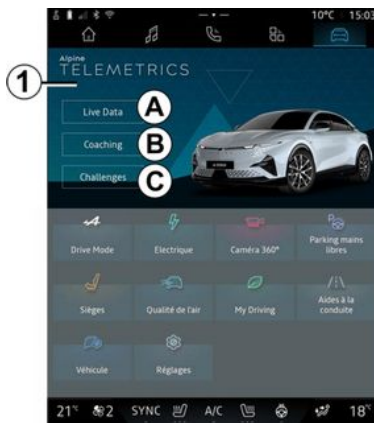 10°C 15:03
Alpine
TELEMETRICS
1
Live Data A
Coaching B
Challenges C
Drive Mode
Electrique
Caméra 360°
Parking mains
libres
Sièges
Qualité de l'air
My Driving
Aides à la
conduite
Véhicule
Réglages
21° 2 SYNC A/C 18°